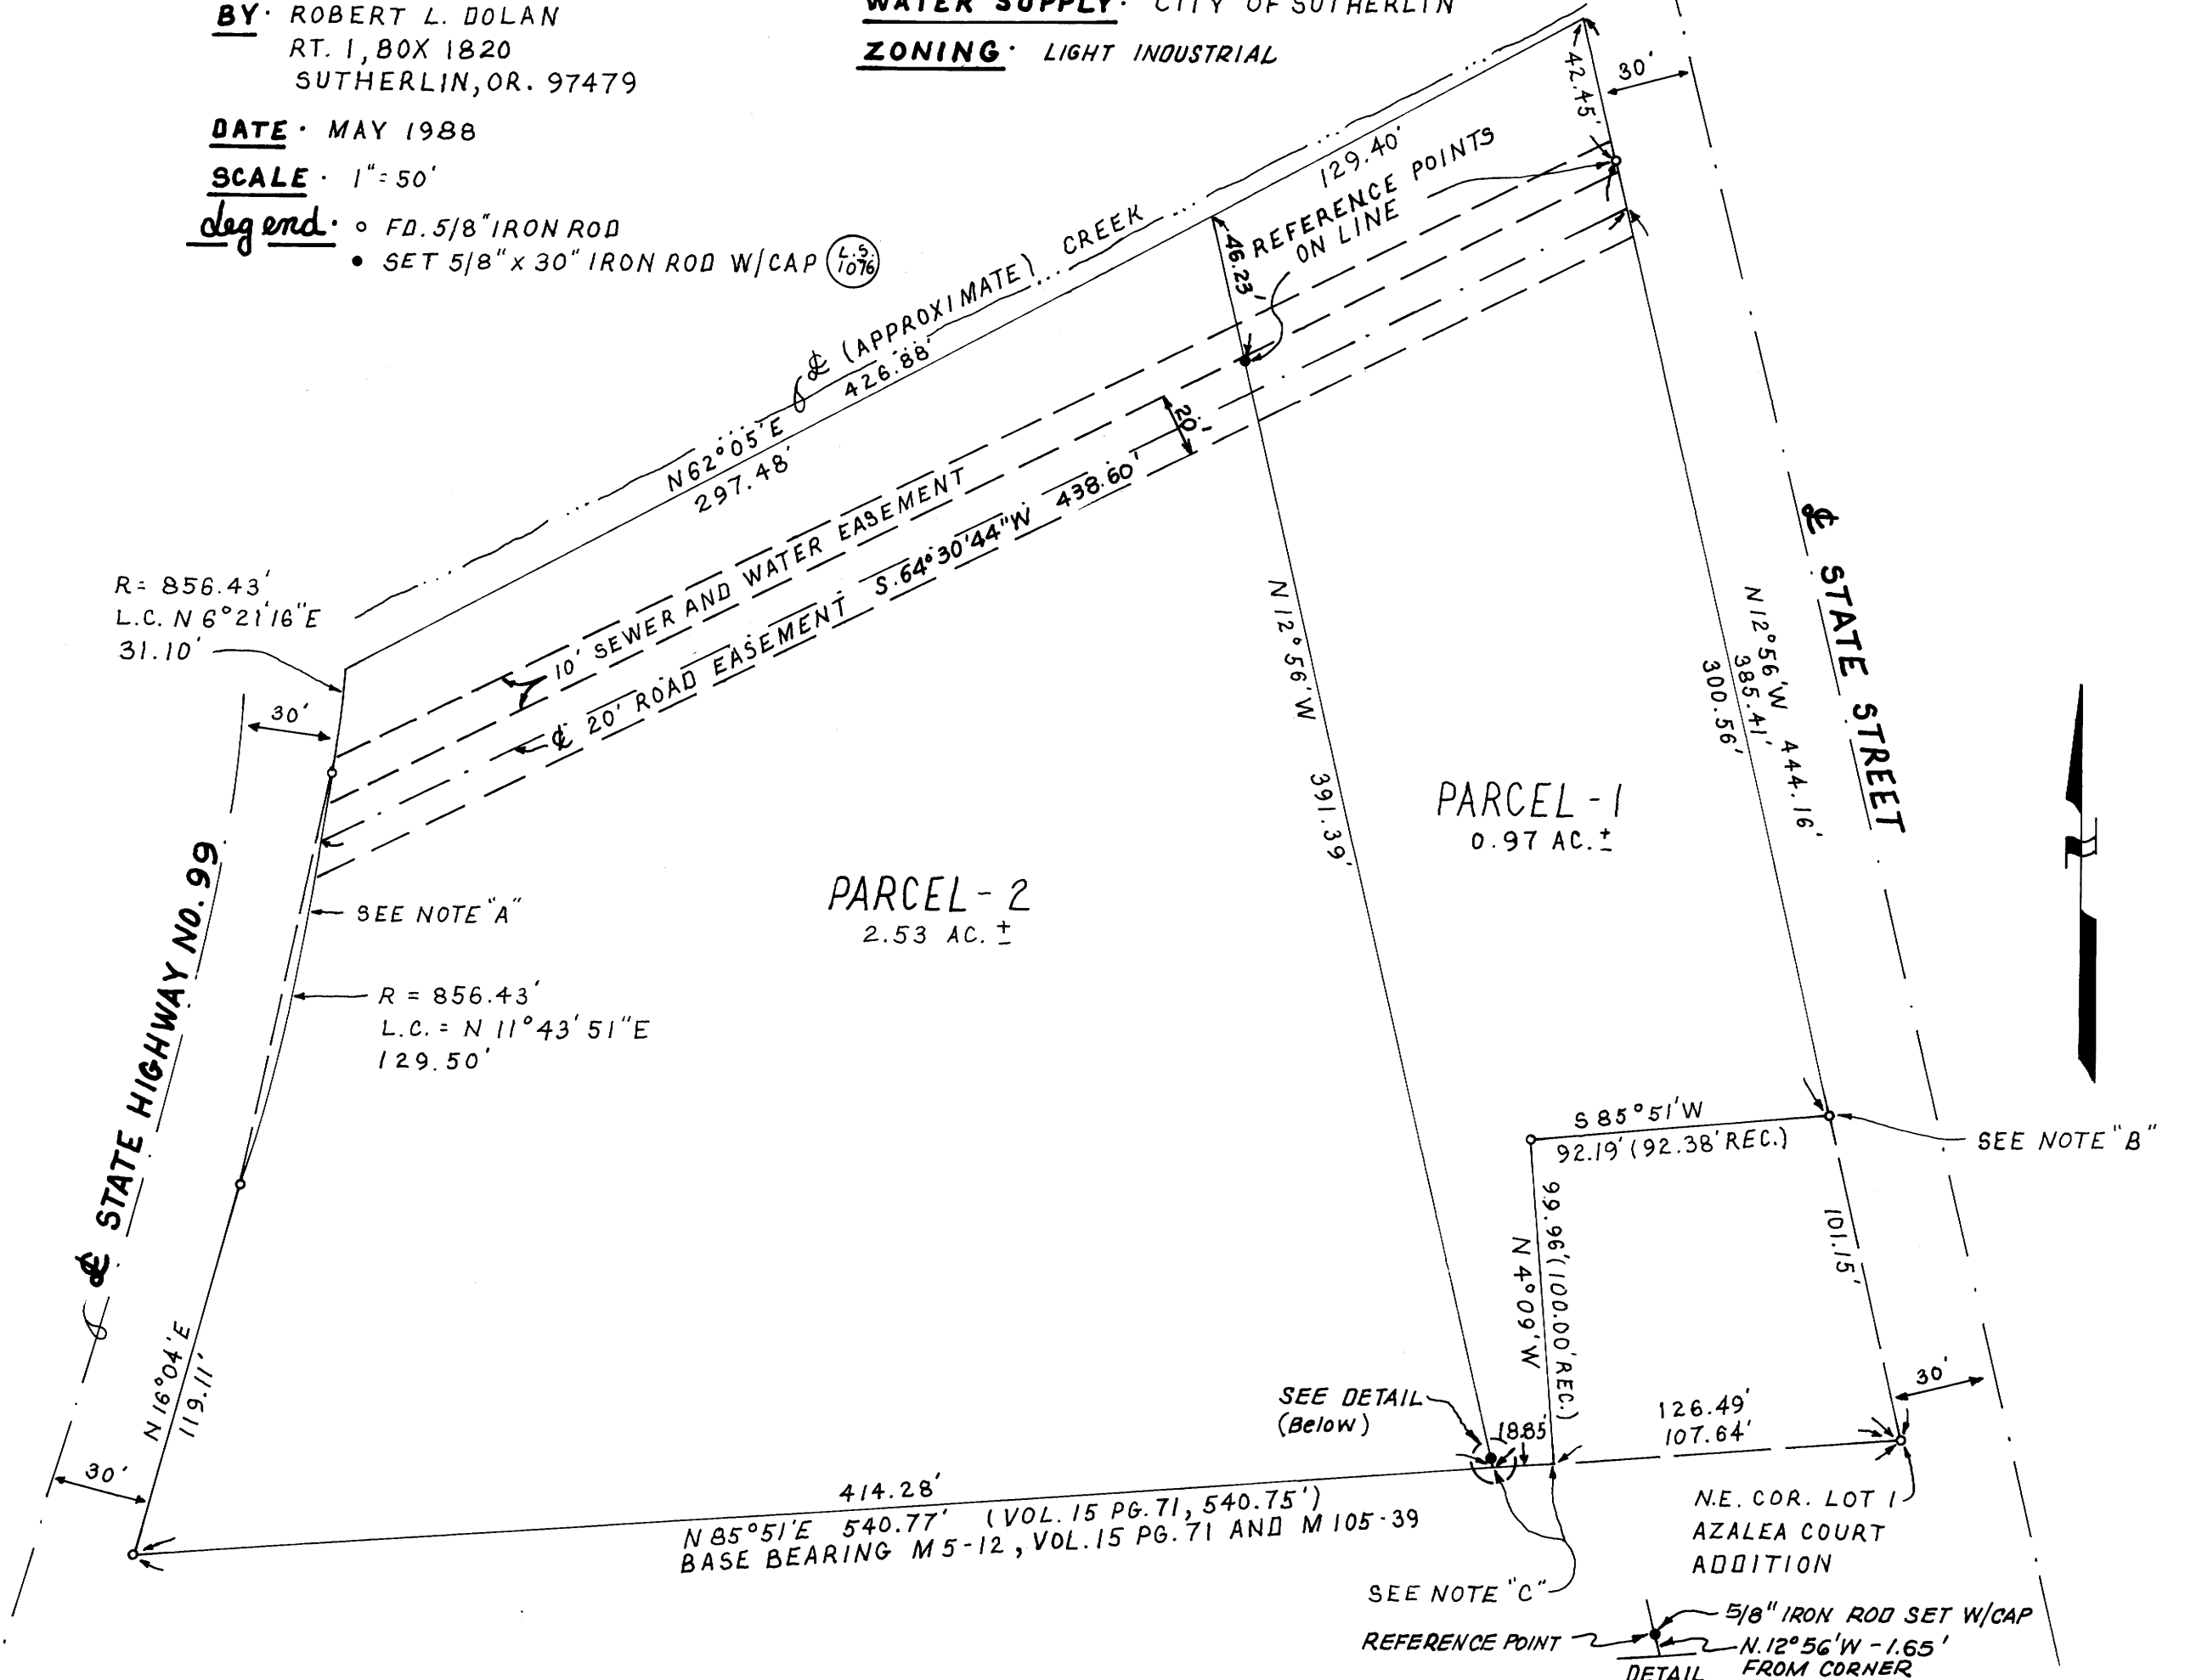 BY· ROBERT L. DOLAN
RT. 1, BOX 1820
SUTHERLIN, OR. 97479
WATER SUPPLY· CITY OF SUTHERLIN
ZONING· LIGHT INDUSTRIAL
DATE· MAY 1988
SCALE· 1"=50'
Legend·
○ FD. 5/8" IRON ROD
● SET 5/8" X 30" IRON ROD W/CAP
L.S.
1076
42.45'
30'
129.40'
REFERENCE POINTS
ON LINE
46.23'
℄ (APPROXIMATE) CREEK
426.88'
N62°05'E
297.48'
20'
10' SEWER AND WATER EASEMENT
℄ 20' ROAD EASEMENT S.64°30'44"W 438.60'
R= 856.43'
L.C. N 6°21'16"E
31.10'
30'
℄ STATE HIGHWAY NO. 99
SEE NOTE "A"
R = 856.43'
L.C. = N 11°43'51"E
129.50'
PARCEL-2
2.53 AC. ±
N12°56'W 391.39'
PARCEL-1
0.97 AC. ±
N12°56'W 444.16'
385.41'
300.56'
℄ STATE STREET
S 85°51'W
92.19' (92.38' REC.)
SEE NOTE "B"
99.96' (100.00' REC.)
N 4°09'W
101.15'
30'
N 16°04'E
119.11'
30'
SEE DETAIL
(Below)
18.85'
126.49'
107.64'
414.28'
N 85°51'E 540.77' (VOL. 15 PG. 71, 540.75')
BASE BEARING M 5-12, VOL. 15 PG. 71 AND M 105-39
SEE NOTE "C"
N.E. COR. LOT 1
AZALEA COURT
ADDITION
5/8" IRON ROD SET W/CAP
REFERENCE POINT
N. 12°56'W - 1.65'
FROM CORNER
DETAIL